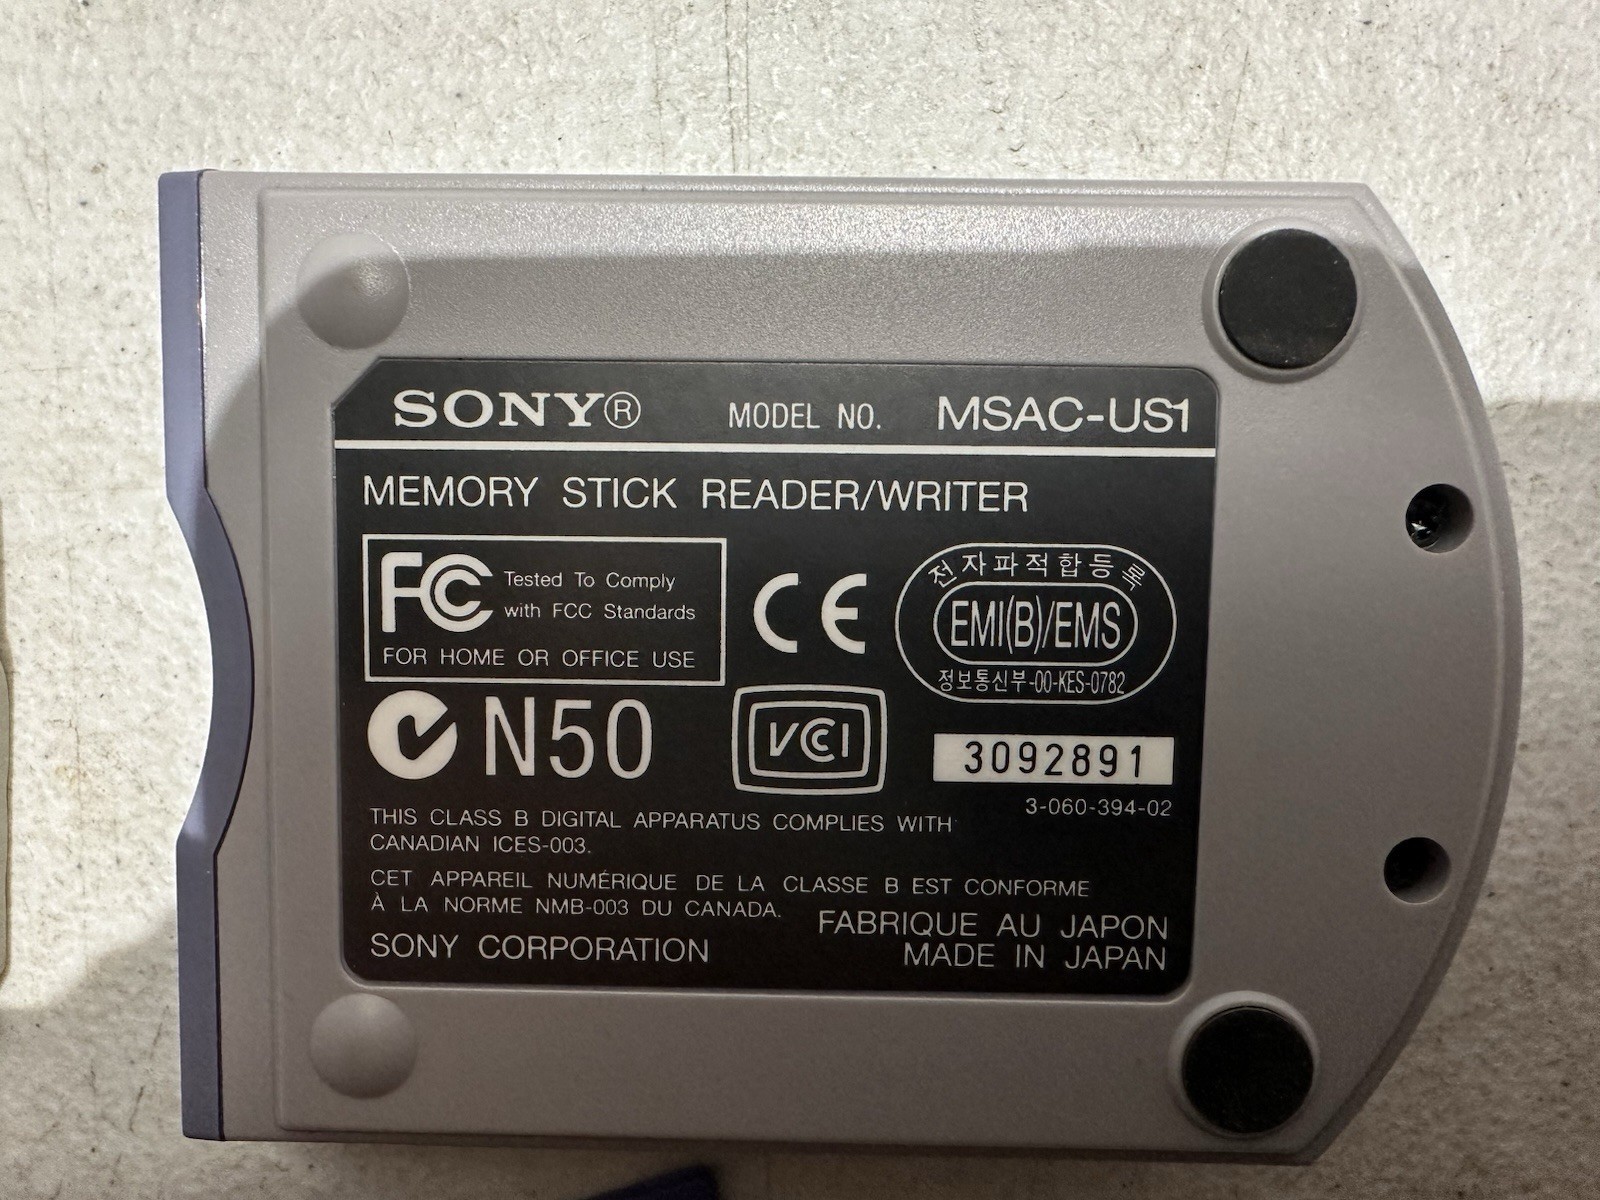 SONY® MODEL NO. MSAC-US1
MEMORY STICK READER/WRITER
FC Tested To Comply
with FCC Standards
FOR HOME OR OFFICE USE
CE
전자파적합등록
EMI(B)/EMS
정보통신부-00-KES-0782
N50
VCCI
3092891
3-060-394-02
THIS CLASS B DIGITAL APPARATUS COMPLIES WITH
CANADIAN ICES-003.
CET APPAREIL NUMÉRIQUE DE LA CLASSE B EST CONFORME
À LA NORME NMB-003 DU CANADA.
FABRIQUE AU JAPON
SONY CORPORATION
MADE IN JAPAN